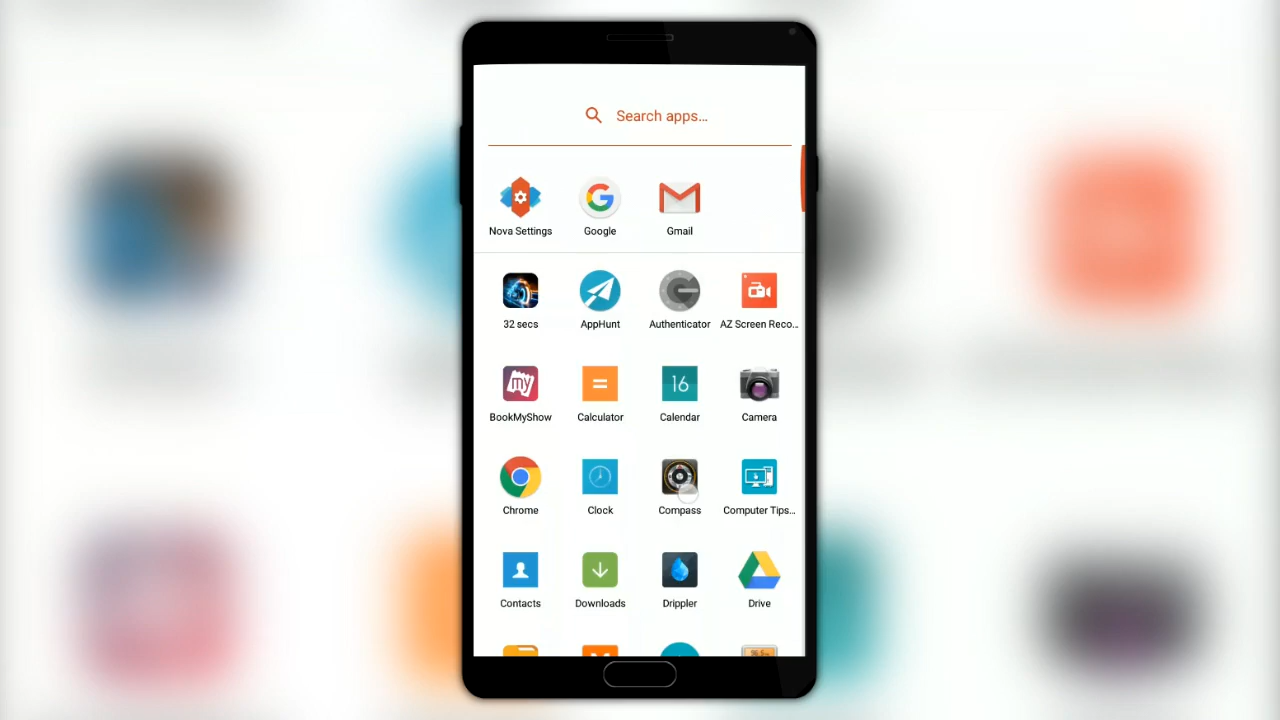 Search apps...
Nova Settings Google Gmail
32 secs AppHunt Authenticator AZ Screen Reco...
my 16
BookMyShow Calculator Calendar Camera
Chrome Clock Compass Computer Tips...
Contacts Downloads Drippler Drive